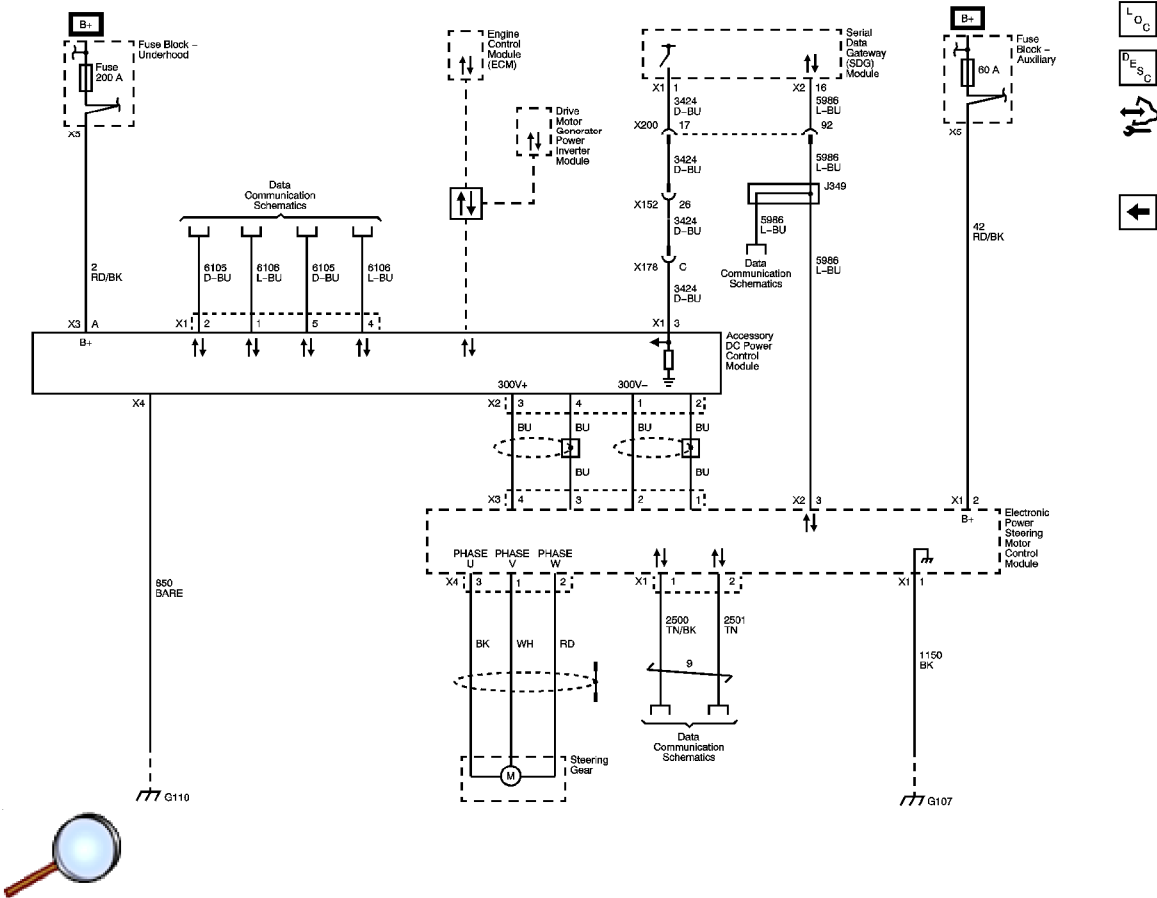 B+
Fuse Block –
Underhood
Fuse
200 A
X5
Engine
Control
Module
(ECM)
Drive
Motor
Generator
Power
Inverter
Module
Serial
Data
Gateway
(SDG)
Module
B+
Fuse
Block –
Auxiliary
60 A
X5
LOC
DESC
X1 1
X2 16
3424
D–BU
5986
L–BU
X200 17
92
3424
D–BU
5986
L–BU
J349
X152 26
3424
D–BU
5986
L–BU
Data
Communication
Schematics
X178 C
5986
L–BU
3424
D–BU
42
RD/BK
Data
Communication
Schematics
2
RD/BK
6105
D–BU
6106
L–BU
6105
D–BU
6106
L–BU
X3 A
X1 2 1 5 4
X1 3
B+
Accessory
DC Power
Control
Module
300V+
300V–
X4
X2 3 4 1 2
BU BU BU BU
BU BU
X3 4 3 2 1
X2 3
X1 2
B+
Electronic
Power
Steering
Motor
Control
Module
PHASE
U
PHASE
V
PHASE
W
X4 3 1 2
X1 1 2
X1 1
850
BARE
2500
TN/BK
2501
TN
BK WH RD
9
1150
BK
Data
Communication
Schematics
Steering
Gear
M
G110
G107